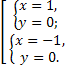 x = 1,
y = 0;
x = −1,
y = 0.